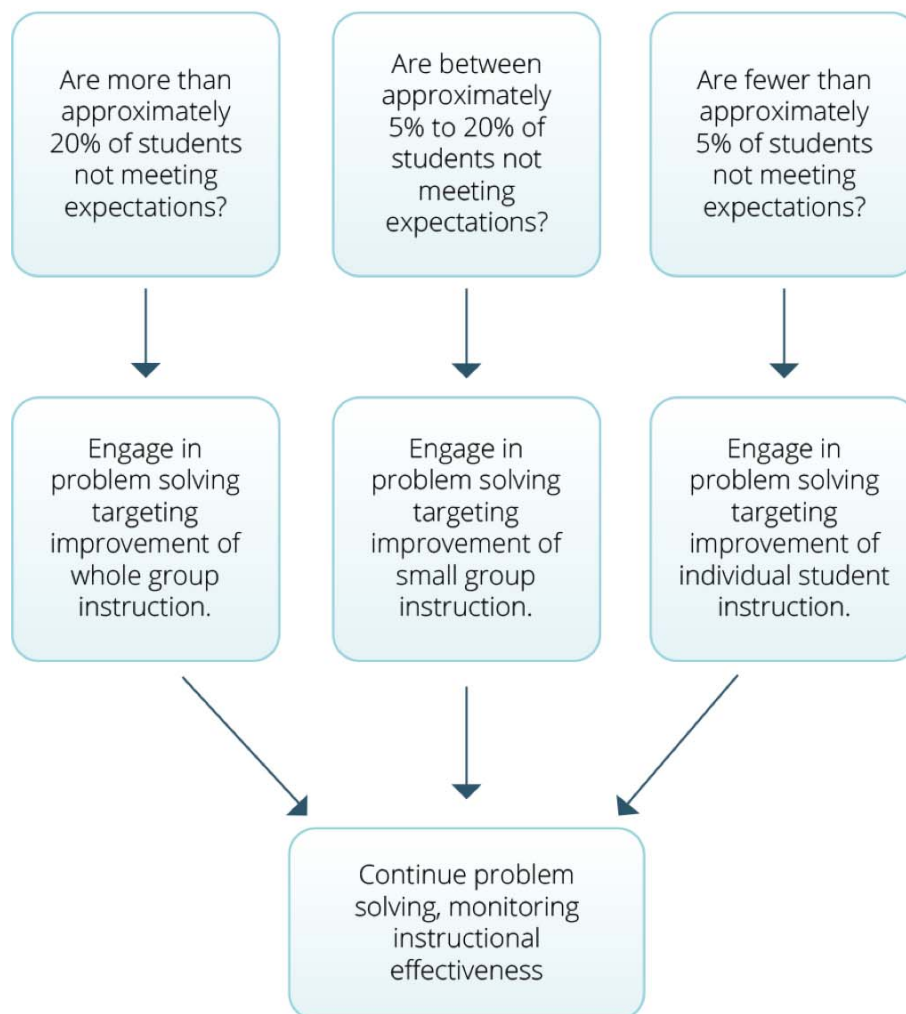 Are more than
approximately
20% of students
not meeting
expectations?
Are between
approximately
5% to 20% of
students not
meeting
expectations?
Are fewer than
approximately
5% of students
not meeting
expectations?
Engage in
problem solving
targeting
improvement of
whole group
instruction.
Engage in
problem solving
targeting
improvement of
small group
instruction.
Engage in
problem solving
targeting
improvement of
individual student
instruction.
Continue problem
solving, monitoring
instructional
effectiveness